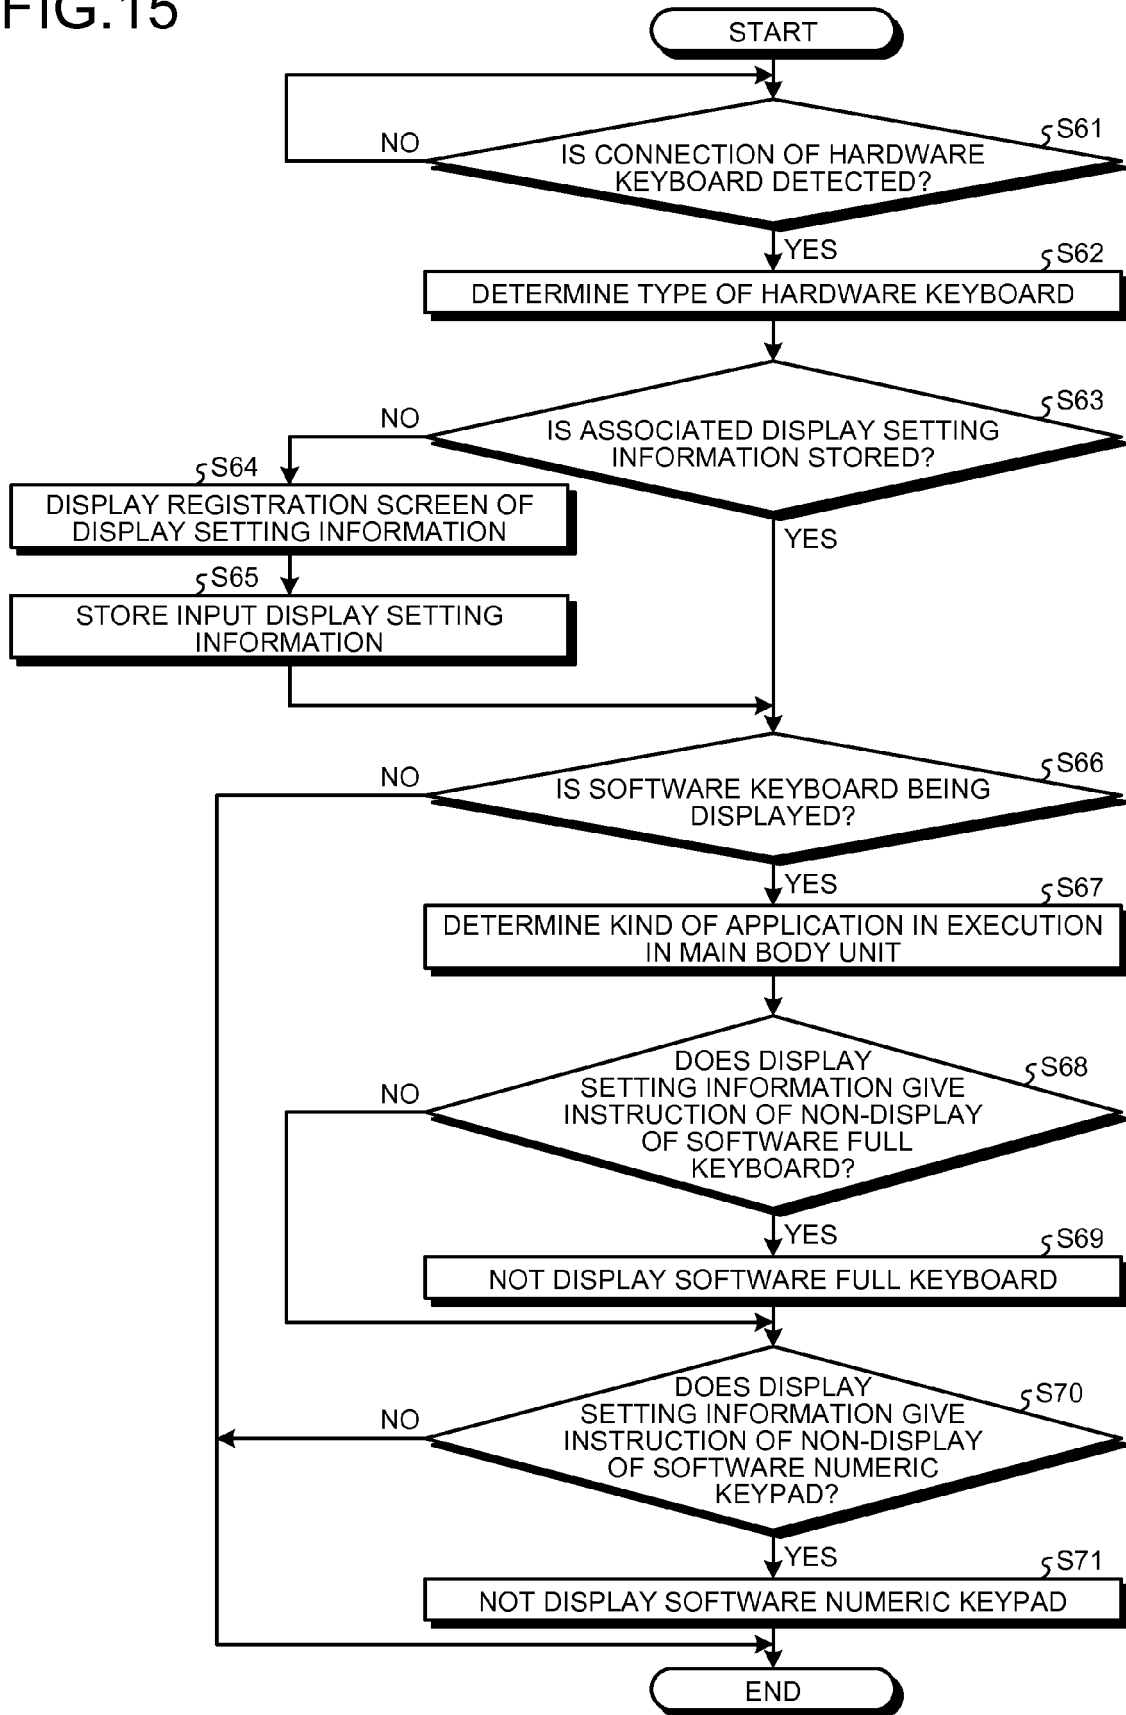 FIG.15
START
S61
NO
IS CONNECTION OF HARDWARE
KEYBOARD DETECTED?
YES
S62
DETERMINE TYPE OF HARDWARE KEYBOARD
S63
NO
IS ASSOCIATED DISPLAY SETTING
INFORMATION STORED?
YES
S64
DISPLAY REGISTRATION SCREEN OF
DISPLAY SETTING INFORMATION
S65
STORE INPUT DISPLAY SETTING
INFORMATION
S66
NO
IS SOFTWARE KEYBOARD BEING
DISPLAYED?
YES
S67
DETERMINE KIND OF APPLICATION IN EXECUTION
IN MAIN BODY UNIT
S68
NO
DOES DISPLAY
SETTING INFORMATION GIVE
INSTRUCTION OF NON-DISPLAY
OF SOFTWARE FULL
KEYBOARD?
YES
S69
NOT DISPLAY SOFTWARE FULL KEYBOARD
S70
NO
DOES DISPLAY
SETTING INFORMATION GIVE
INSTRUCTION OF NON-DISPLAY
OF SOFTWARE NUMERIC
KEYPAD?
YES
S71
NOT DISPLAY SOFTWARE NUMERIC KEYPAD
END